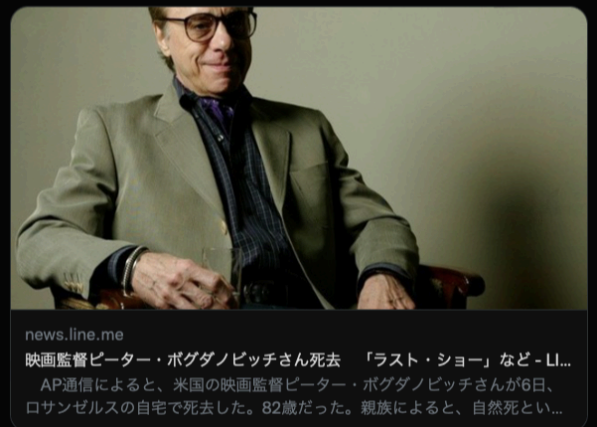 news.line.me
映画監督ピーター・ボグダノビッチさん死去　「ラスト・ショー」など - LI...
　AP通信によると、米国の映画監督ピーター・ボグダノビッチさんが6日、
ロサンゼルスの自宅で死去した。82歳だった。親族によると、自然死とい...